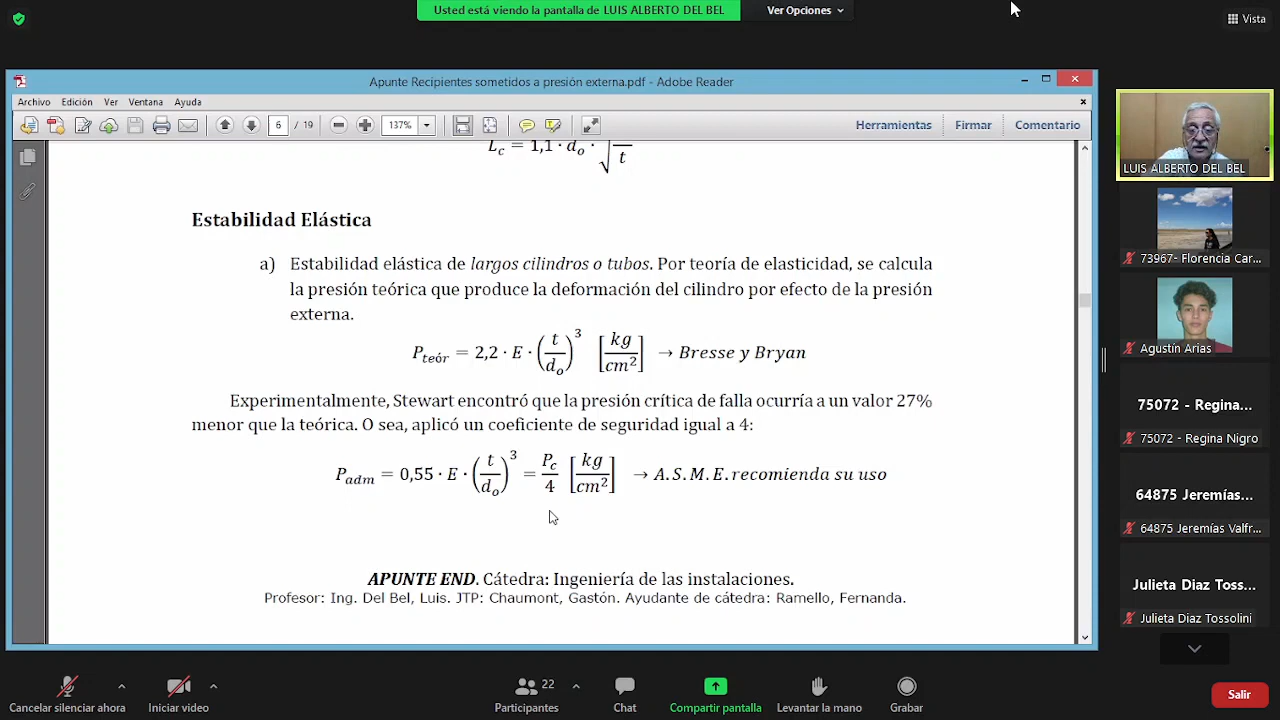 Usted está viendo la pantalla de LUIS ALBERTO DEL BEL
Ver Opciones
Vista
Apunte Recipientes sometidos a presión externa.pdf - Adobe Reader
Archivo Edición Ver Ventana Ayuda
6 / 19
137%
Herramientas Firmar Comentario
L_c = 1,1 · d_o · √ t
Estabilidad Elástica
a) Estabilidad elástica de largos cilindros o tubos. Por teoría de elasticidad, se calcula
la presión teórica que produce la deformación del cilindro por efecto de la presión
externa.
P_teór = 2,2 · E · (t/d_o)^3 [kg/cm²] → Bresse y Bryan
Experimentalmente, Stewart encontró que la presión crítica de falla ocurría a un valor 27%
menor que la teórica. O sea, aplicó un coeficiente de seguridad igual a 4:
P_adm = 0,55 · E · (t/d_o)^3 = P_c/4 [kg/cm²] → A.S.M.E. recomienda su uso
APUNTE END. Cátedra: Ingeniería de las instalaciones.
Profesor: Ing. Del Bel, Luis. JTP: Chaumont, Gastón. Ayudante de cátedra: Ramello, Fernanda.
LUIS ALBERTO DEL BEL
73967- Florencia Car...
Agustín Arias
75072 - Regina...
75072 - Regina Nigro
64875 Jeremías...
64875 Jeremías Valfr...
Julieta Diaz Toss...
Julieta Diaz Tossolini
Cancelar silenciar ahora
Iniciar video
22
Participantes
Chat
Compartir pantalla
Levantar la mano
Grabar
Salir